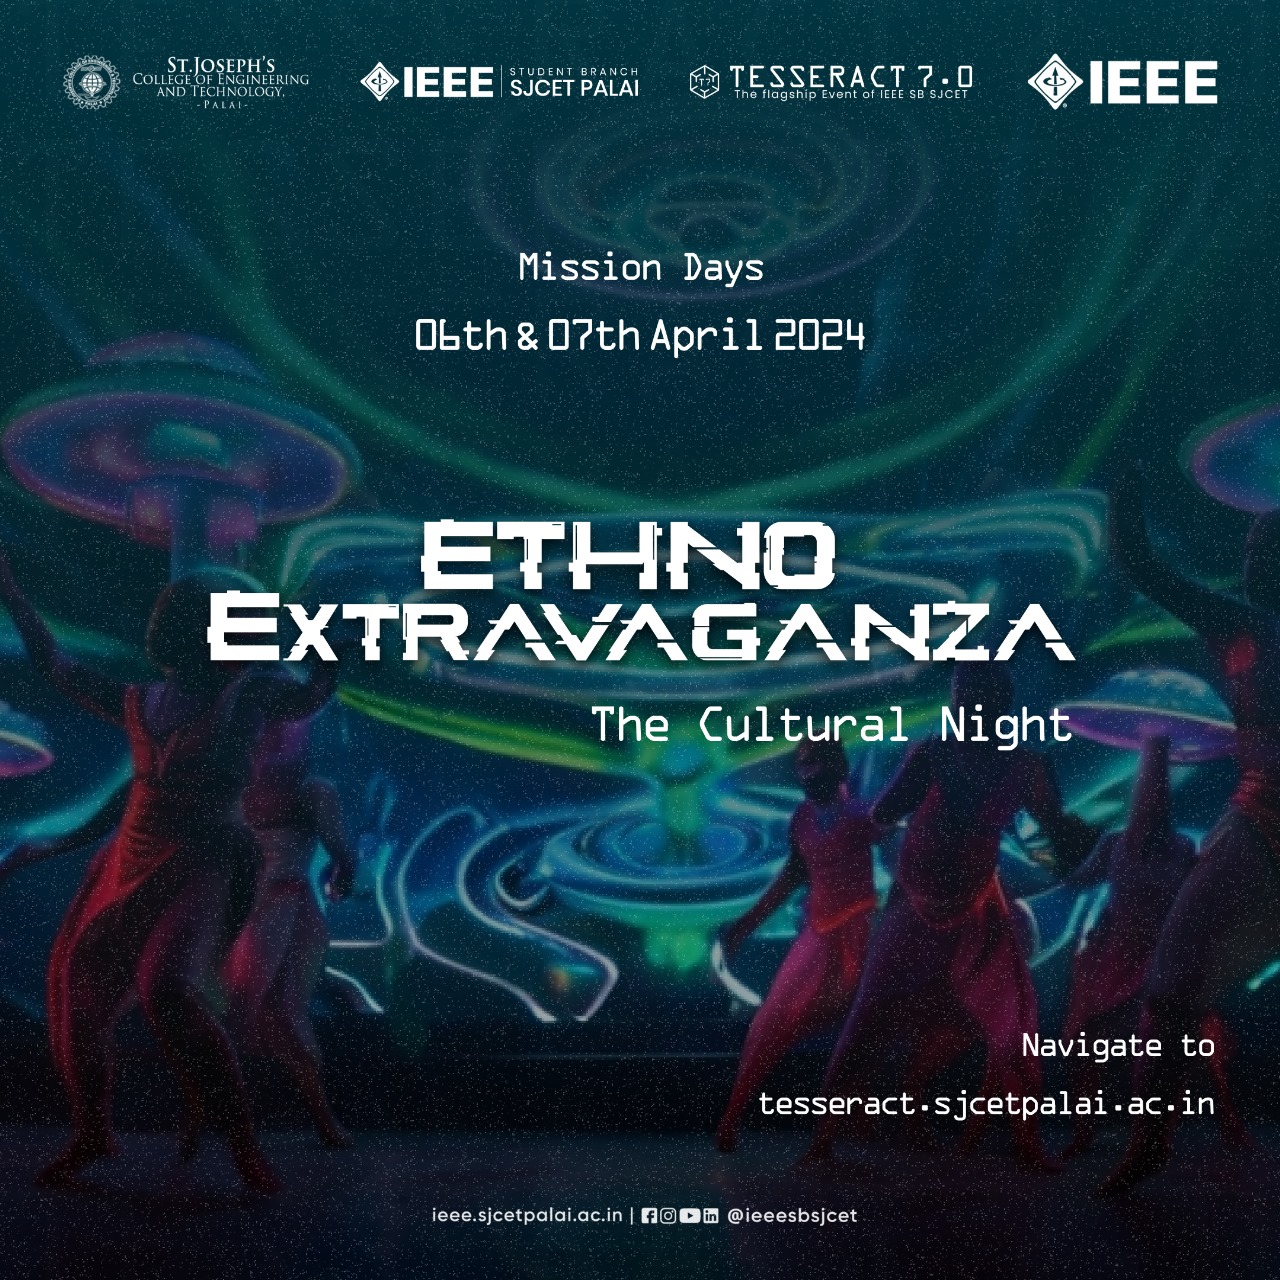 ST.JOSEPH'S
COLLEGE OF ENGINEERING
AND TECHNOLOGY,
-PALAI-
IEEE
STUDENT BRANCH
SJCET PALAI
TESSERACT 7.0
The flagship Event of IEEE SB SJCET
IEEE
Mission Days
06th & 07th April 2024
ETHNO
EXTRAVAGANZA
The Cultural Night
Navigate to
tesseract.sjcetpalai.ac.in
ieee.sjcetpalai.ac.in | @ieeesbsjcet